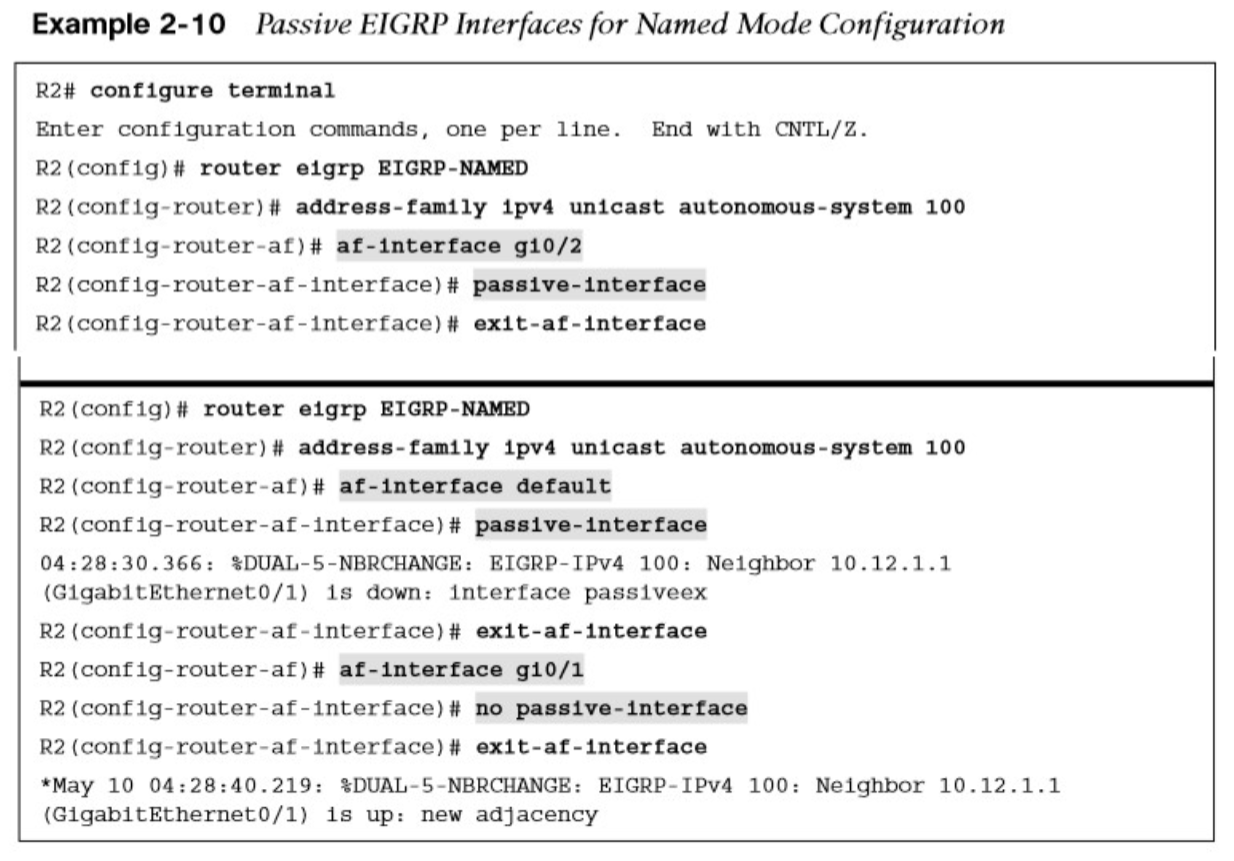 Example 2-10 Passive EIGRP Interfaces for Named Mode Configuration
R2# configure terminal
Enter configuration commands, one per line. End with CNTL/Z.
R2(config)# router eigrp EIGRP-NAMED
R2(config-router)# address-family ipv4 unicast autonomous-system 100
R2(config-router-af)# af-interface gi0/2
R2(config-router-af-interface)# passive-interface
R2(config-router-af-interface)# exit-af-interface
R2(config)# router eigrp EIGRP-NAMED
R2(config-router)# address-family ipv4 unicast autonomous-system 100
R2(config-router-af)# af-interface default
R2(config-router-af-interface)# passive-interface
04:28:30.366: %DUAL-5-NBRCHANGE: EIGRP-IPv4 100: Neighbor 10.12.1.1
(GigabitEthernet0/1) is down: interface passiveex
R2(config-router-af-interface)# exit-af-interface
R2(config-router-af)# af-interface gi0/1
R2(config-router-af-interface)# no passive-interface
R2(config-router-af-interface)# exit-af-interface
*May 10 04:28:40.219: %DUAL-5-NBRCHANGE: EIGRP-IPv4 100: Neighbor 10.12.1.1
(GigabitEthernet0/1) is up: new adjacency